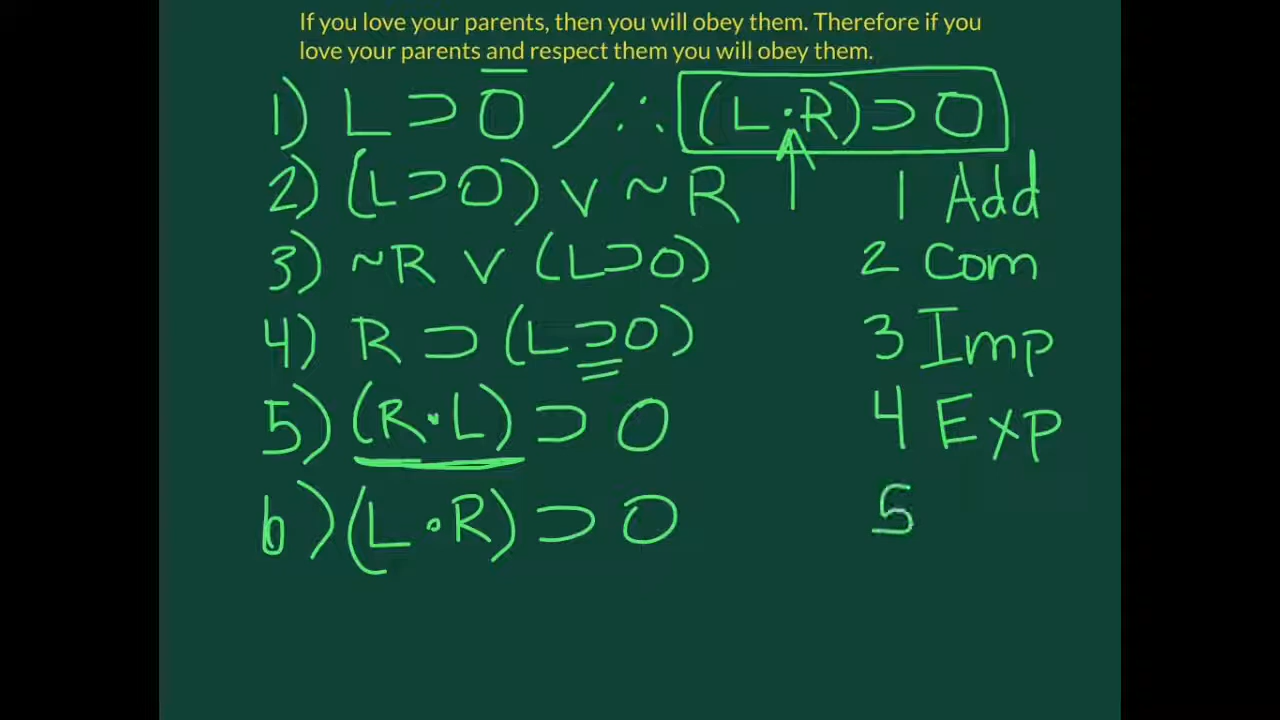 If you love your parents, then you will obey them. Therefore if you
love your parents and respect them you will obey them.
1) L ⊃ O / ∴ (L · R) ⊃ O
2) (L ⊃ O) v ~ R 1 Add
3) ~ R v (L ⊃ O) 2 Com
4) R ⊃ (L ⊃ O) 3 Imp
5) (R · L) ⊃ O 4 Exp
6) (L · R) ⊃ O 5